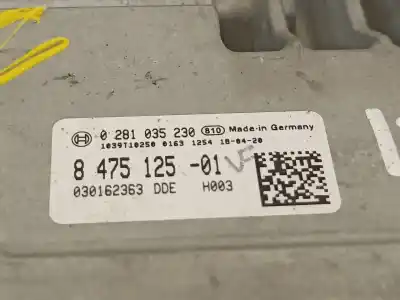 0 281 035 230 810 Made in Germany
1039T10250 0163 1254 18-04-20
8 475 125 -01
030162363 DDE H003